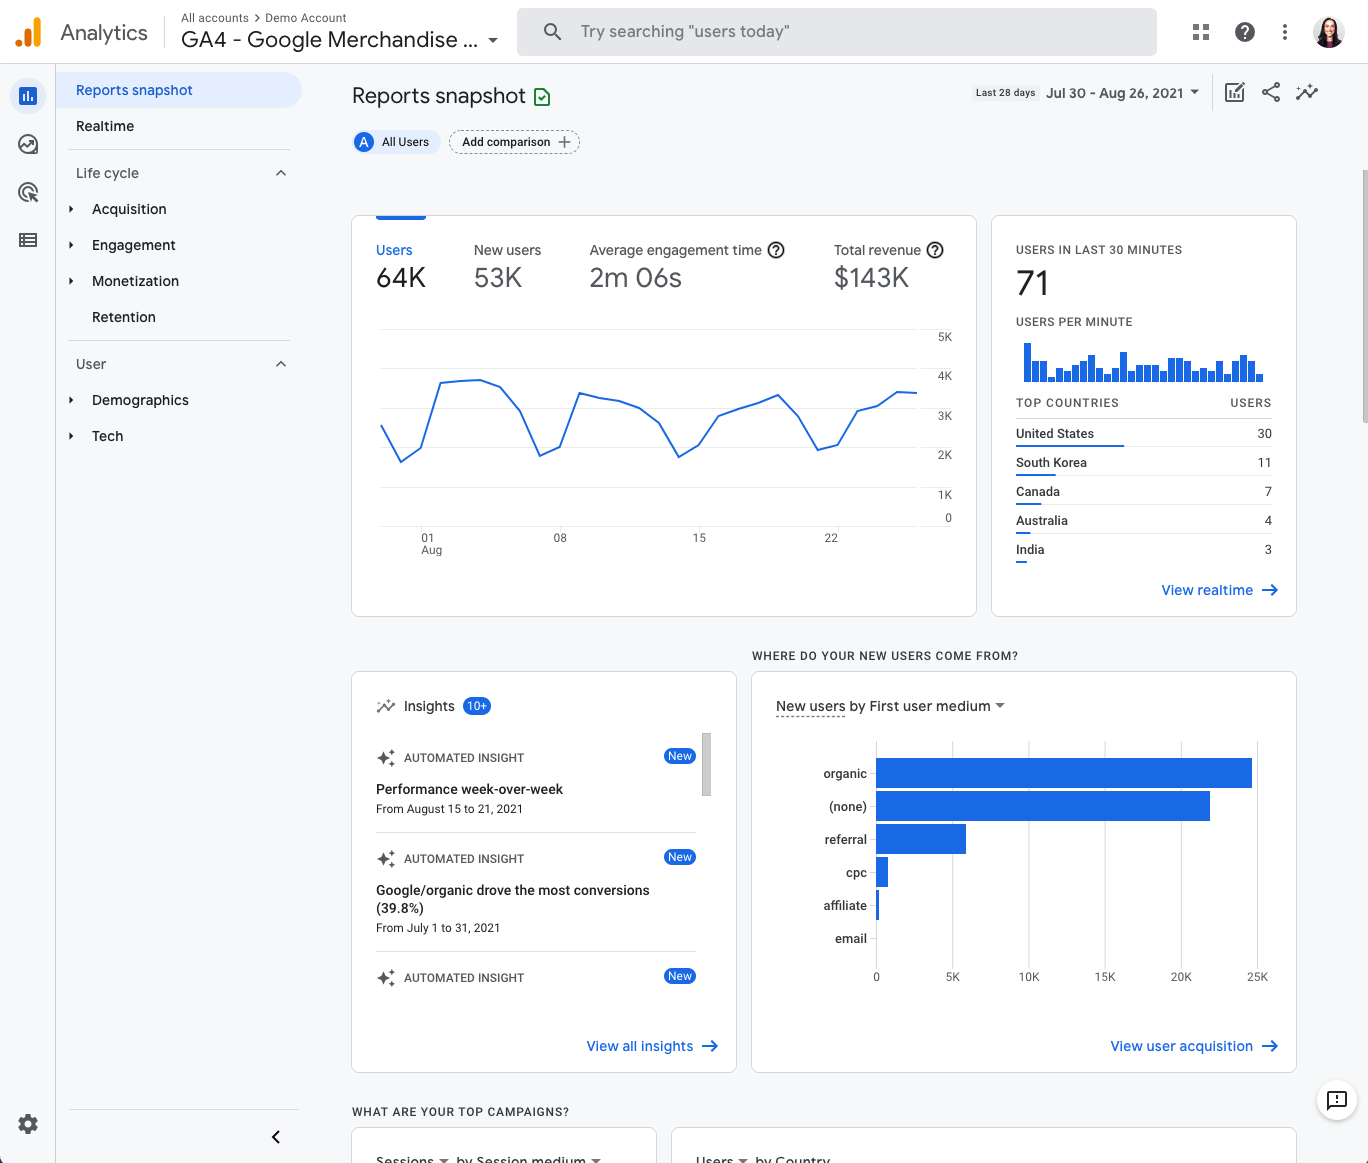 Analytics
All accounts > Demo Account
GA4 - Google Merchandise ...
Try searching "users today"
Reports snapshot
Realtime
Life cycle
Acquisition
Engagement
Monetization
Retention
User
Demographics
Tech
Reports snapshot
Last 28 days Jul 30 - Aug 26, 2021
A All Users
Add comparison +
Users
64K
New users
53K
Average engagement time
2m 06s
Total revenue
$143K
5K
4K
3K
2K
1K
0
01
Aug
08
15
22
USERS IN LAST 30 MINUTES
71
USERS PER MINUTE
TOP COUNTRIES USERS
United States 30
South Korea 11
Canada 7
Australia 4
India 3
View realtime
Insights 10+
AUTOMATED INSIGHT New
Performance week-over-week
From August 15 to 21, 2021
AUTOMATED INSIGHT New
Google/organic drove the most conversions
(39.8%)
From July 1 to 31, 2021
AUTOMATED INSIGHT New
View all insights
WHERE DO YOUR NEW USERS COME FROM?
New users by First user medium
organic
(none)
referral
cpc
affiliate
email
0 5K 10K 15K 20K 25K
View user acquisition
WHAT ARE YOUR TOP CAMPAIGNS?
Sessions by Session medium
Users by Country